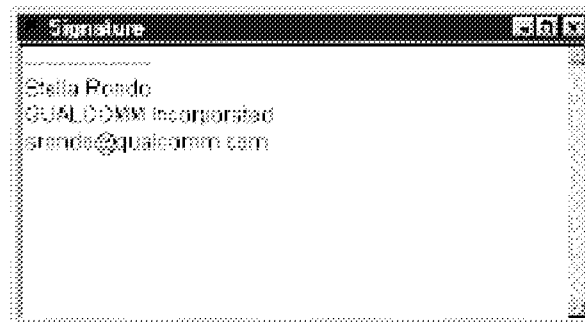 Signature
------------------
Stella Rondo
QUALCOMM Incorporated
srondo@qualcomm.com